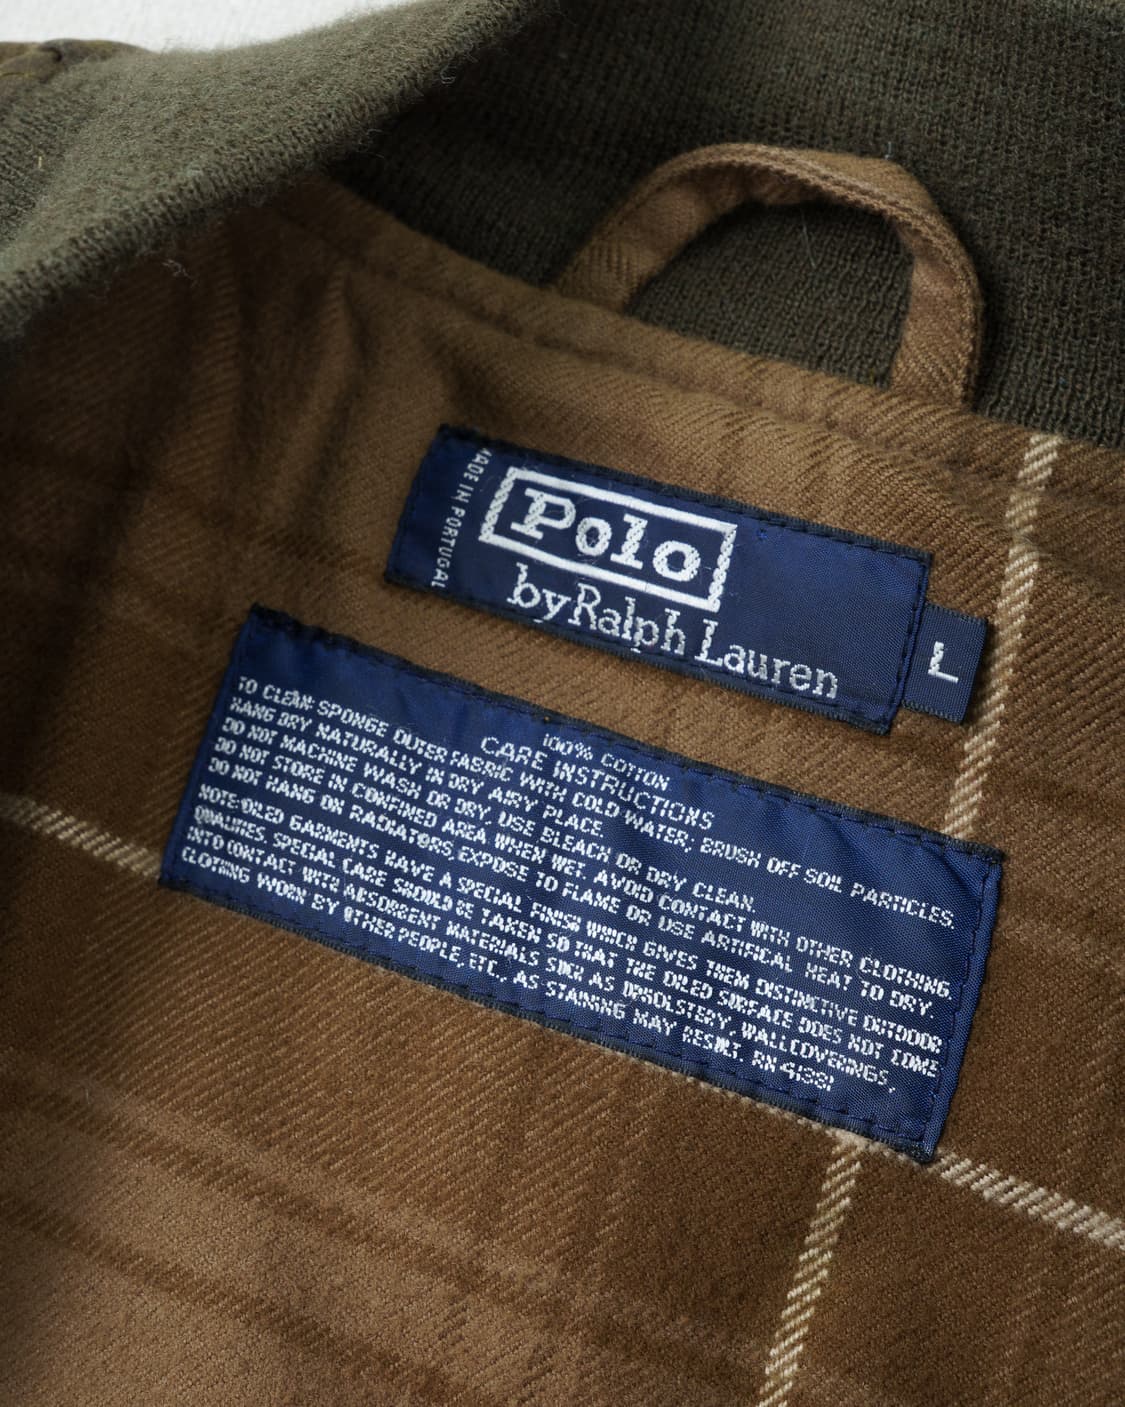 MADE IN PORTUGAL
Polo
by Ralph Lauren
L
100% COTTON
CARE INSTRUCTIONS
TO CLEAN: SPONGE OUTER FABRIC WITH COLD WATER; BRUSH OFF SOIL PARTICLES.
HANG DRY NATURALLY IN DRY AIRY PLACE.
DO NOT MACHINE WASH OR DRY, USE BLEACH OR DRY CLEAN.
DO NOT STORE IN CONFINED AREA WHEN WET. AVOID CONTACT WITH OTHER CLOTHING.
DO NOT HANG ON RADIATORS, EXPOSE TO FLAME OR USE ARTIFICAL HEAT TO DRY.
NOTE: OILED GARMENTS HAVE A SPECIAL FINISH WHICH GIVES THEM DISTINCTIVE OUTDOOR
QUALITIES. SPECIAL CARE SHOULD BE TAKEN SO THAT THE OILED SURFACE DOES NOT COME
INTO CONTACT WITH ABSORBENT MATERIALS SUCH AS UPHOLSTERY, WALLCOVERINGS,
CLOTHING WORN BY OTHER PEOPLE, ETC., AS STAINING MAY RESULT. RN-41381